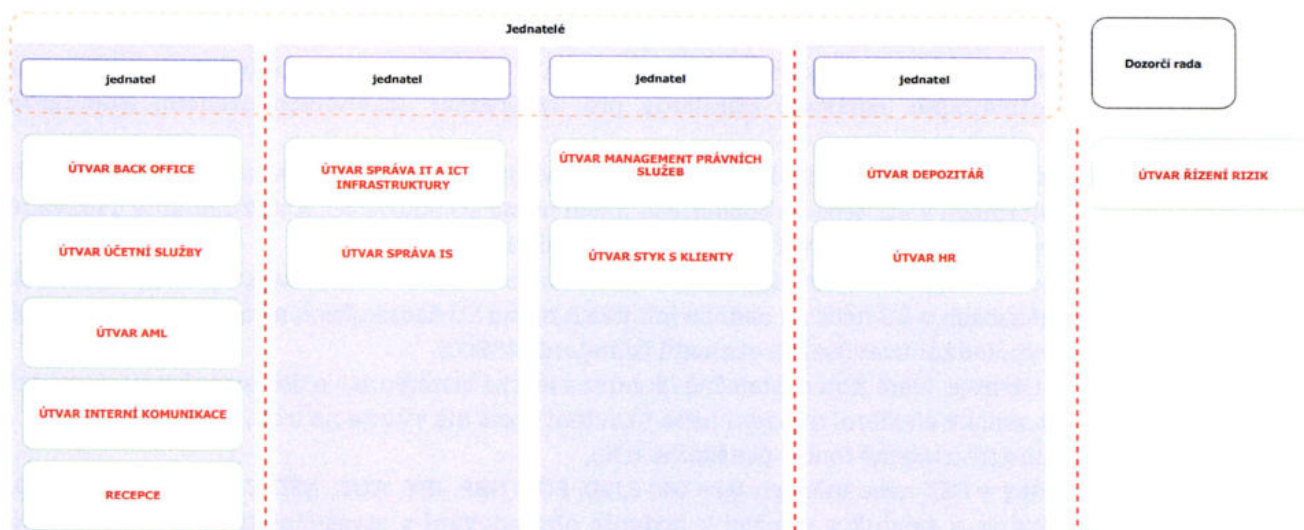 Jednatelé
jednatel
jednatel
jednatel
jednatel
Dozorčí rada
ÚTVAR BACK OFFICE
ÚTVAR SPRÁVA IT A ICT
INFRASTRUKTURY
ÚTVAR MANAGEMENT PRÁVNÍCH
SLUŽEB
ÚTVAR DEPOZITÁŘ
ÚTVAR ŘÍZENÍ RIZIK
ÚTVAR ÚČETNÍ SLUŽBY
ÚTVAR SPRÁVA IS
ÚTVAR STYK S KLIENTY
ÚTVAR HR
ÚTVAR AML
ÚTVAR INTERNÍ KOMUNIKACE
RECEPCE